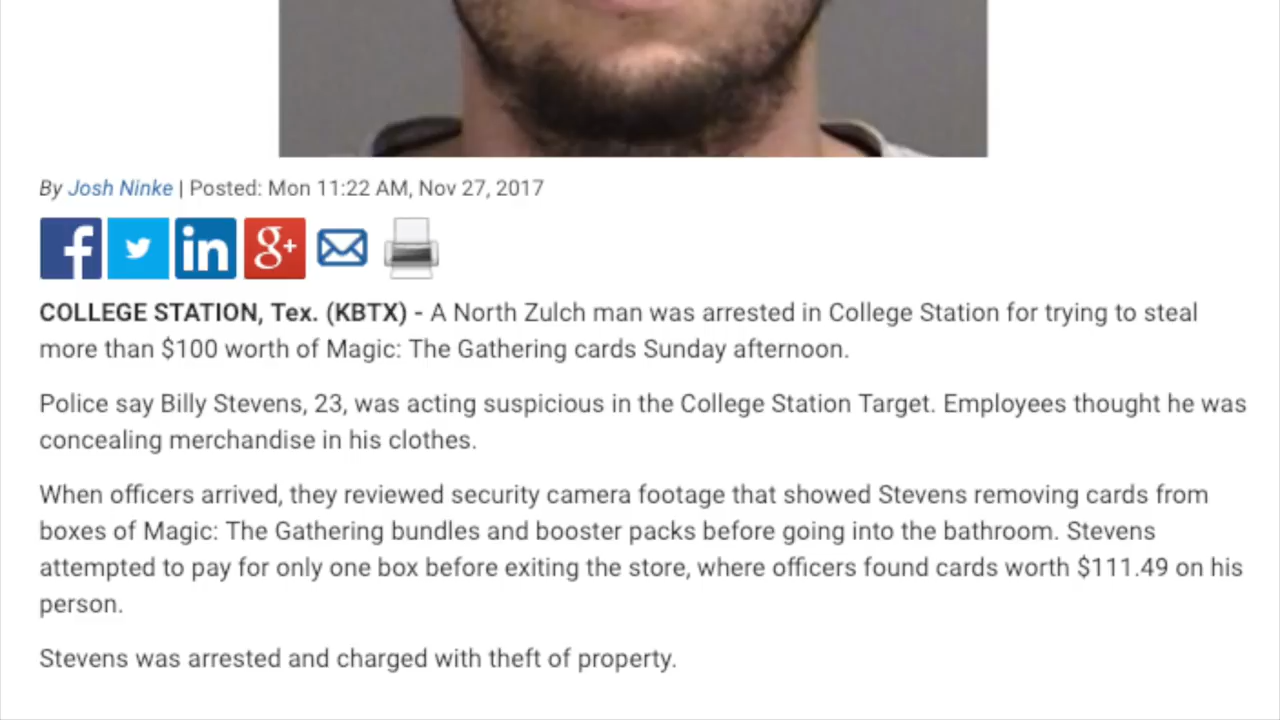 By Josh Ninke | Posted: Mon 11:22 AM, Nov 27, 2017
f in g+
COLLEGE STATION, Tex. (KBTX) - A North Zulch man was arrested in College Station for trying to steal
more than $100 worth of Magic: The Gathering cards Sunday afternoon.
Police say Billy Stevens, 23, was acting suspicious in the College Station Target. Employees thought he was
concealing merchandise in his clothes.
When officers arrived, they reviewed security camera footage that showed Stevens removing cards from
boxes of Magic: The Gathering bundles and booster packs before going into the bathroom. Stevens
attempted to pay for only one box before exiting the store, where officers found cards worth $111.49 on his
person.
Stevens was arrested and charged with theft of property.